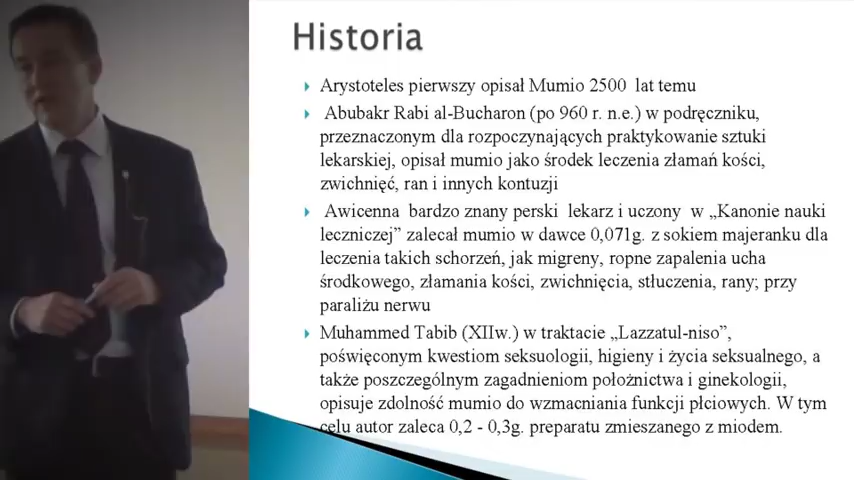 Historia
Arystoteles pierwszy opisał Mumio 2500 lat temu
Abubakr Rabi al-Bucharon (po 960 r. n.e.) w podręczniku,
przeznaczonym dla rozpoczynających praktykowanie sztuki
lekarskiej, opisał mumio jako środek leczenia złamań kości,
zwichnięć, ran i innych kontuzji
Awicenna bardzo znany perski lekarz i uczony w „Kanonie nauki
leczniczej” zalecał mumio w dawce 0,071g. z sokiem majeranku dla
leczenia takich schorzeń, jak migreny, ropne zapalenia ucha
środkowego, złamania kości, zwichnięcia, stłuczenia, rany; przy
paraliżu nerwu
Muhammed Tabib (XIIw.) w traktacie „Lazzatul-niso”,
poświęconym kwestiom seksuologii, higieny i życia seksualnego, a
także poszczególnym zagadnieniom położnictwa i ginekologii,
opisuje zdolność mumio do wzmacniania funkcji płciowych. W tym
celu autor zaleca 0,2 - 0,3g. preparatu zmieszanego z miodem.